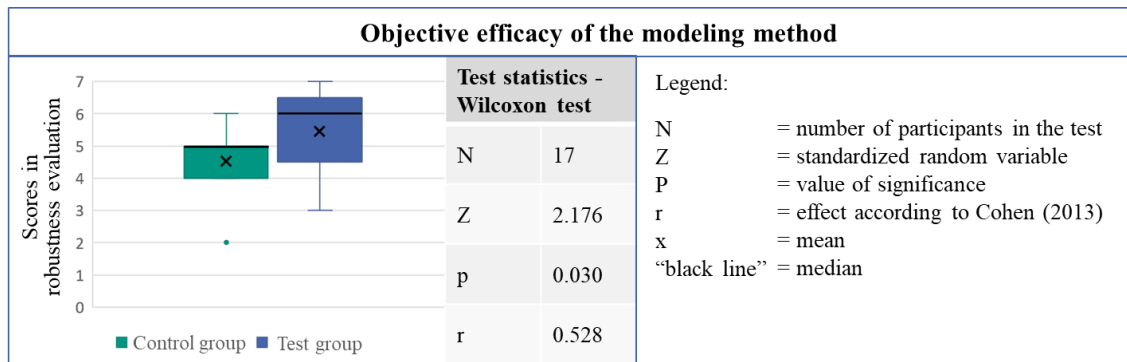 Objective efficacy of the modeling method
Scores in
robustness evaluation
7
6
5
4
3
2
1
0
Control group Test group
Test statistics -
Wilcoxon test
N 17
Z 2.176
p 0.030
r 0.528
Legend:
N = number of participants in the test
Z = standardized random variable
P = value of significance
r = effect according to Cohen (2013)
x = mean
“black line” = median